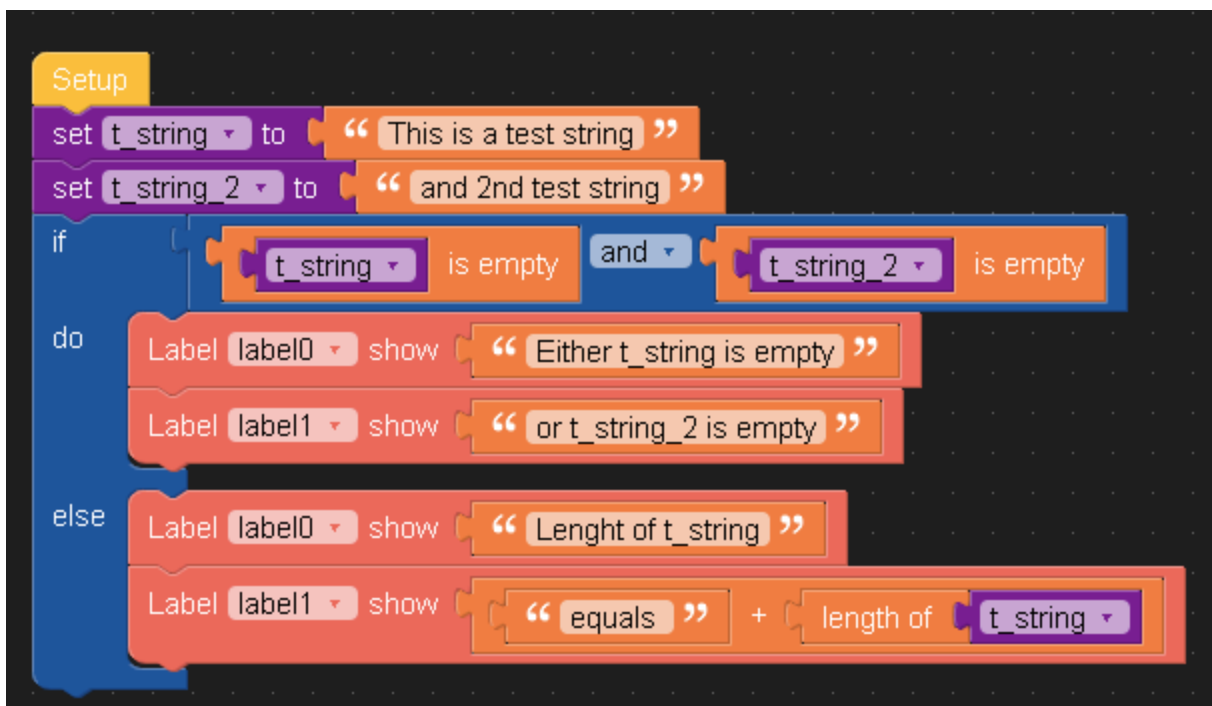 Setup
set t_string to “ This is a test string ”
set t_string_2 to “ and 2nd test string ”
if t_string is empty and t_string_2 is empty
do Label label0 show “ Either t_string is empty ”
Label label1 show “ or t_string_2 is empty ”
else Label label0 show “ Lenght of t_string ”
Label label1 show “ equals ” + length of t_string